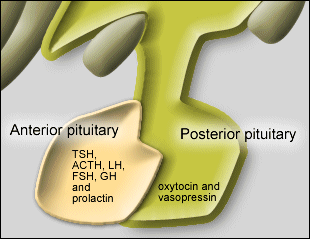 Anterior pituitary
TSH,
ACTH, LH,
FSH, GH
and
prolactin
Posterior pituitary
oxytocin and
vasopressin